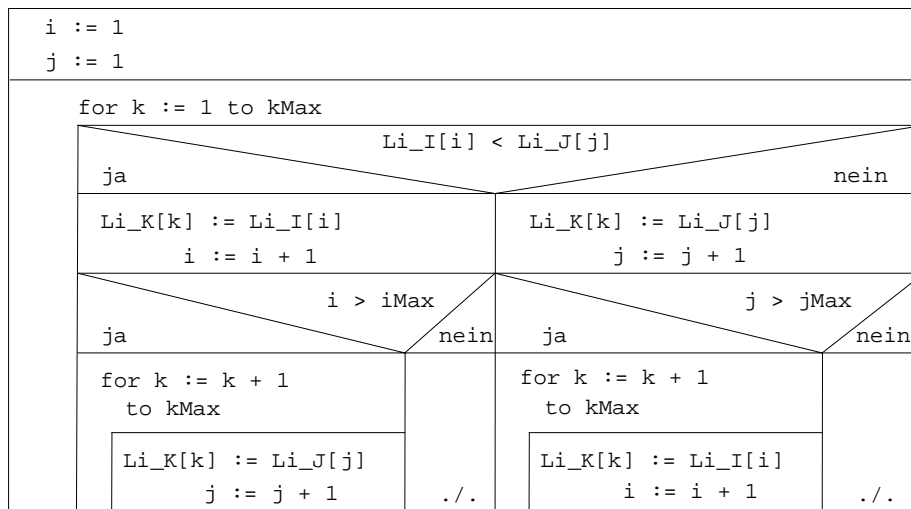 i := 1
j := 1
for k := 1 to kMax
Li_I[i] < Li_J[j]
ja
nein
Li_K[k] := Li_I[i]
i := i + 1
Li_K[k] := Li_J[j]
j := j + 1
i > iMax
ja
nein
j > jMax
ja
nein
for k := k + 1
to kMax
Li_K[k] := Li_J[j]
j := j + 1
./.
for k := k + 1
to kMax
Li_K[k] := Li_I[i]
i := i + 1
./.